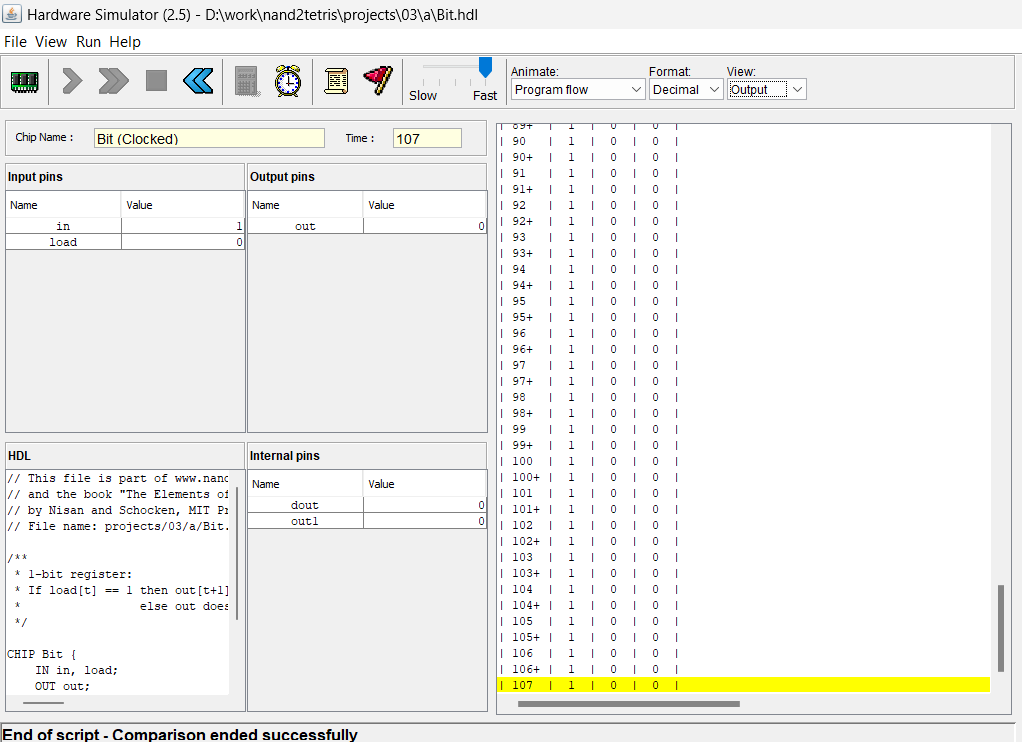 Hardware Simulator (2.5) - D:\work\nand2tetris\projects\03\a\Bit.hdl
File View Run Help
Slow Fast
Animate: Format: View:
Program flow Decimal Output
Chip Name : Bit (Clocked) Time : 107
Input pins
Name Value
in 1
load 0
Output pins
Name Value
out 0
HDL
// This file is part of www.nand
// and the book "The Elements of
// by Nisan and Schocken, MIT Pr
// File name: projects/03/a/Bit.
/**
* 1-bit register:
* If load[t] == 1 then out[t+1]
* else out does
*/
CHIP Bit {
IN in, load;
OUT out;
Internal pins
Name Value
dout 0
out1 0
| 89+ | 1 | 0 | 0 |
| 90 | 1 | 0 | 0 |
| 90+ | 1 | 0 | 0 |
| 91 | 1 | 0 | 0 |
| 91+ | 1 | 0 | 0 |
| 92 | 1 | 0 | 0 |
| 92+ | 1 | 0 | 0 |
| 93 | 1 | 0 | 0 |
| 93+ | 1 | 0 | 0 |
| 94 | 1 | 0 | 0 |
| 94+ | 1 | 0 | 0 |
| 95 | 1 | 0 | 0 |
| 95+ | 1 | 0 | 0 |
| 96 | 1 | 0 | 0 |
| 96+ | 1 | 0 | 0 |
| 97 | 1 | 0 | 0 |
| 97+ | 1 | 0 | 0 |
| 98 | 1 | 0 | 0 |
| 98+ | 1 | 0 | 0 |
| 99 | 1 | 0 | 0 |
| 99+ | 1 | 0 | 0 |
| 100 | 1 | 0 | 0 |
| 100+ | 1 | 0 | 0 |
| 101 | 1 | 0 | 0 |
| 101+ | 1 | 0 | 0 |
| 102 | 1 | 0 | 0 |
| 102+ | 1 | 0 | 0 |
| 103 | 1 | 0 | 0 |
| 103+ | 1 | 0 | 0 |
| 104 | 1 | 0 | 0 |
| 104+ | 1 | 0 | 0 |
| 105 | 1 | 0 | 0 |
| 105+ | 1 | 0 | 0 |
| 106 | 1 | 0 | 0 |
| 106+ | 1 | 0 | 0 |
| 107 | 1 | 0 | 0 |
End of script - Comparison ended successfully